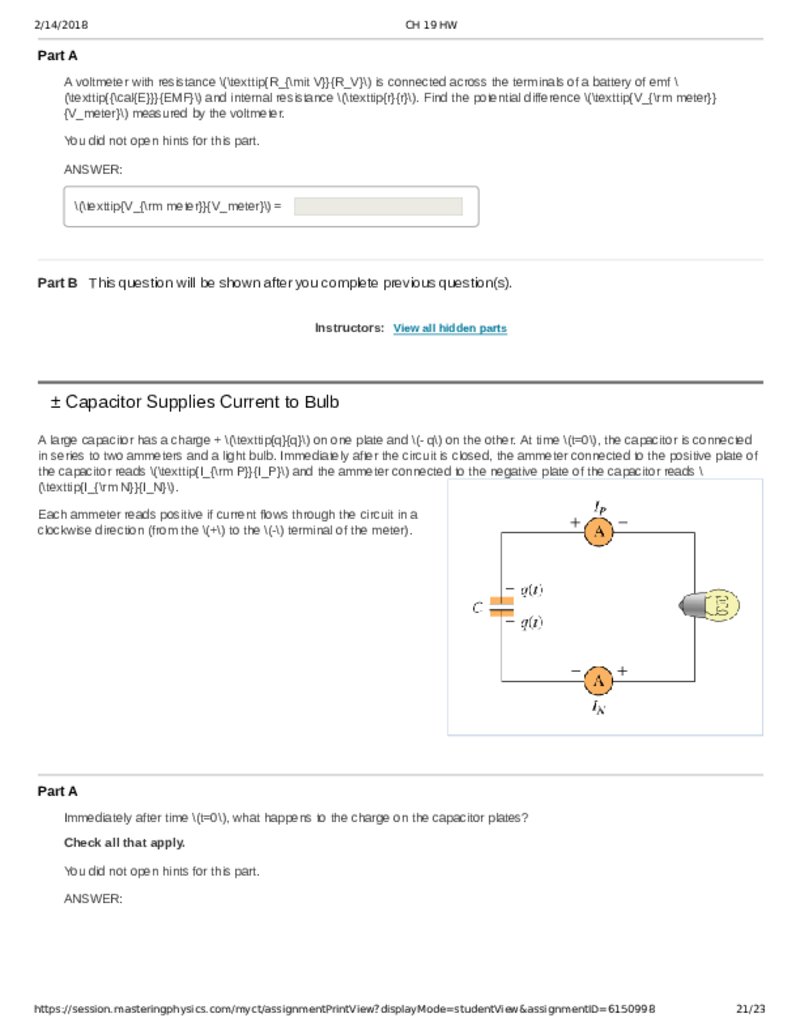 2/14/2018 CH 19 HW
Part A
A voltmeter with resistance \(\texttip{R_{\mit V}}{R_V}\) is connected across the terminals of a battery of emf \
(\texttip{{\cal{E}}}{EMF}\) and internal resistance \(\texttip{r}{r}\). Find the potential difference \(\texttip{V_{\rm meter}}
{V_meter}\) measured by the voltmeter.
You did not open hints for this part.
ANSWER:
\(\texttip{V_{\rm meter}}{V_meter}\) =
Part B This question will be shown after you complete previous question(s).
Instructors: View all hidden parts
± Capacitor Supplies Current to Bulb
A large capacitor has a charge + \(\texttip{q}{q}\) on one plate and \(- q\) on the other. At time \(t=0\), the capacitor is connected
in series to two ammeters and a light bulb. Immediately after the circuit is closed, the ammeter connected to the positive plate of
the capacitor reads \(\texttip{I_{\rm P}}{I_P}\) and the ammeter connected to the negative plate of the capacitor reads \
(\texttip{I_{\rm N}}{I_N}\).
Each ammeter reads positive if current flows through the circuit in a
clockwise direction (from the \(+\) to the \(-\) terminal of the meter).
I_P
+ A −
− q(t)
C
− q(t)
− A +
I_N
Part A
Immediately after time \(t=0\), what happens to the charge on the capacitor plates?
Check all that apply.
You did not open hints for this part.
ANSWER:
https://session.masteringphysics.com/myct/assignmentPrintView?displayMode=studentView&assignmentID=6150998 21/23